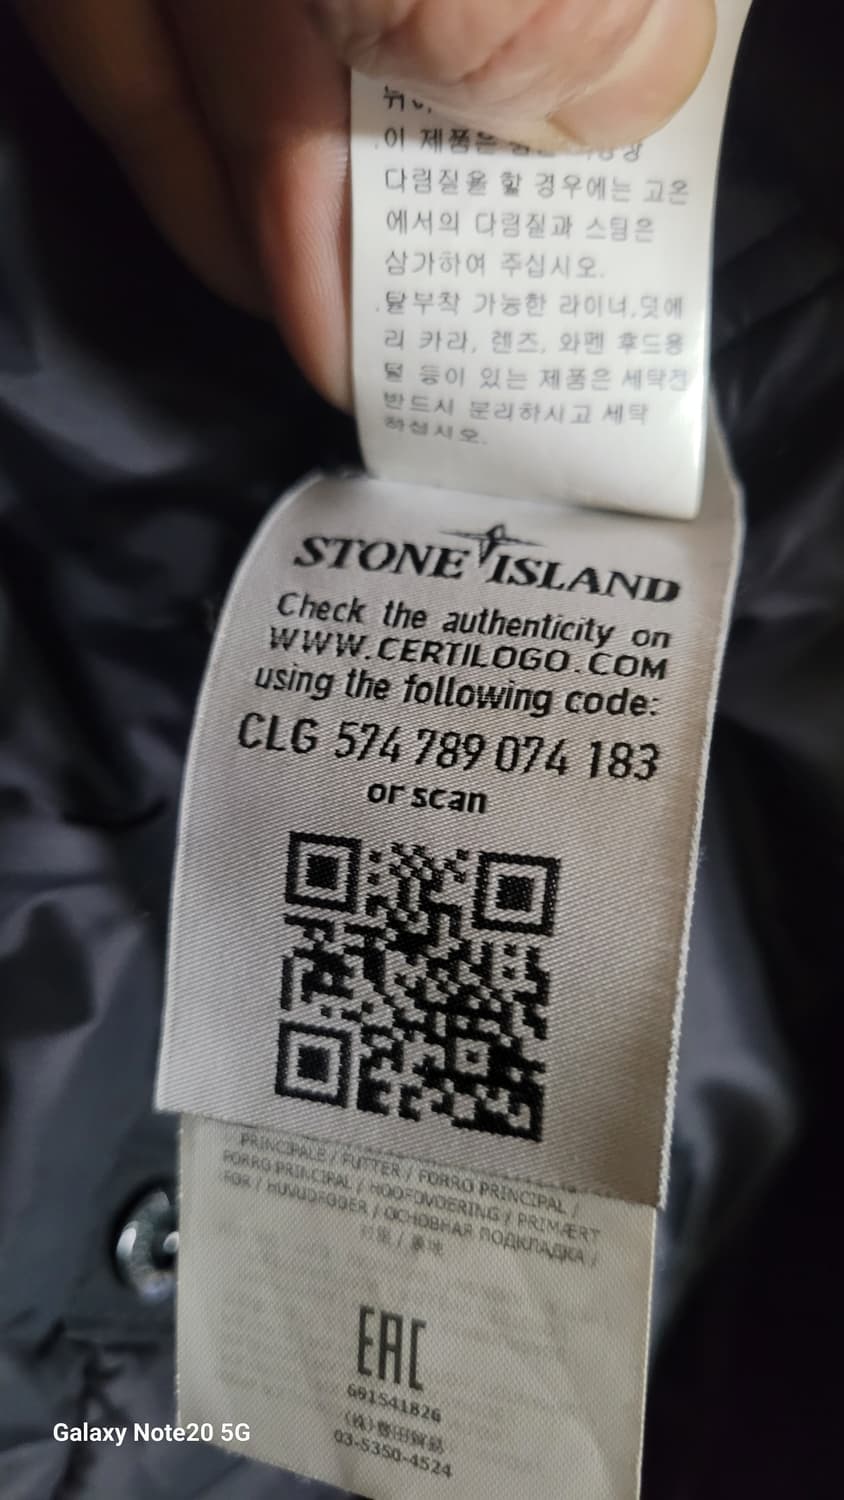 이 제품은
다림질을 할 경우에는 고온
에서의 다림질과 스팀은
삼가하여 주십시오.
.탈부착 가능한 라이너,덧에
리 카라, 렌즈, 와펜 후드용
털 등이 있는 제품은 세탁전
반드시 분리하시고 세탁
하십시오.
STONE ISLAND
Check the authenticity on
WWW.CERTILOGO.COM
using the following code:
CLG 574 789 074 183
or scan
PRINCIPALE / FUTTER / FORRO PRINCIPAL /
FORRO PRINCIPAL / HOOFDVOERING / PRIMÆRT
FOR / HUVUDFODER / ОСНОВНАЯ ПОДКЛАДКА /
EAC
691541826
03-5350-4524
Galaxy Note20 5G